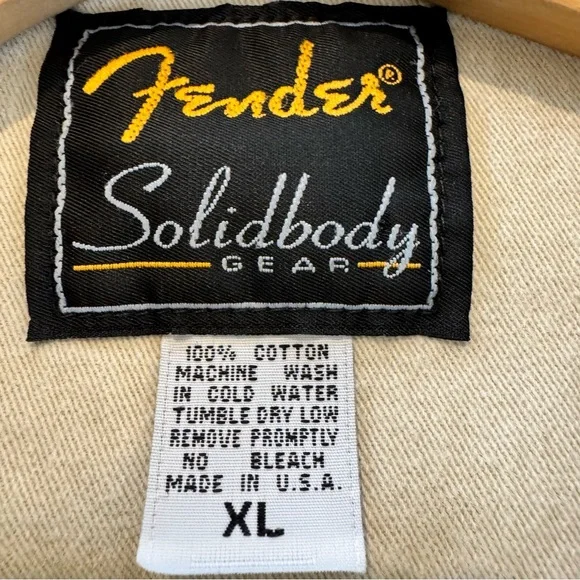 Fender®
Solidbody
GEAR
100% COTTON
MACHINE WASH
IN COLD WATER
TUMBLE DRY LOW
REMOVE PROMPTLY
NO BLEACH
MADE IN U.S.A.
XL